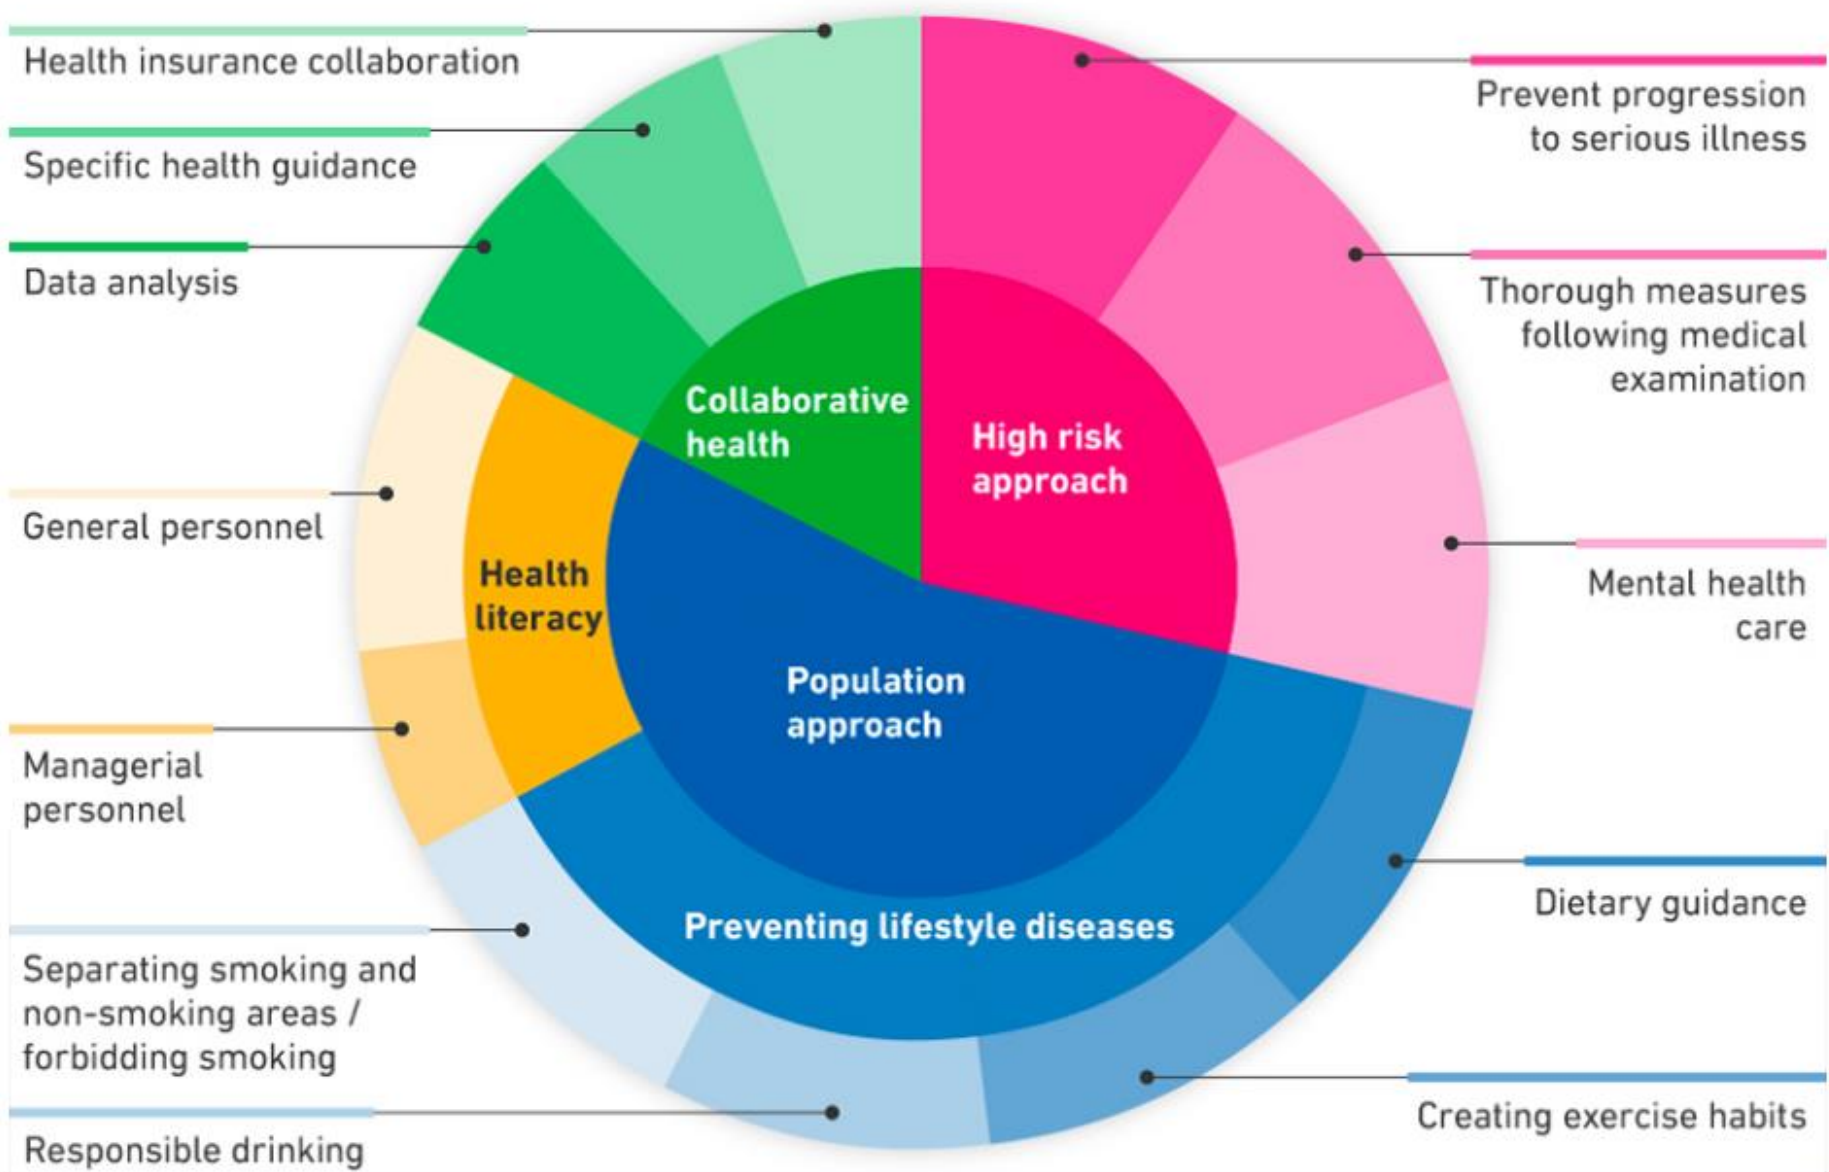 Health insurance collaboration
Specific health guidance
Data analysis
General personnel
Managerial
personnel
Separating smoking and
non-smoking areas /
forbidding smoking
Responsible drinking
Collaborative
health
High risk
approach
Health
literacy
Population
approach
Preventing lifestyle diseases
Prevent progression
to serious illness
Thorough measures
following medical
examination
Mental health
care
Dietary guidance
Creating exercise habits